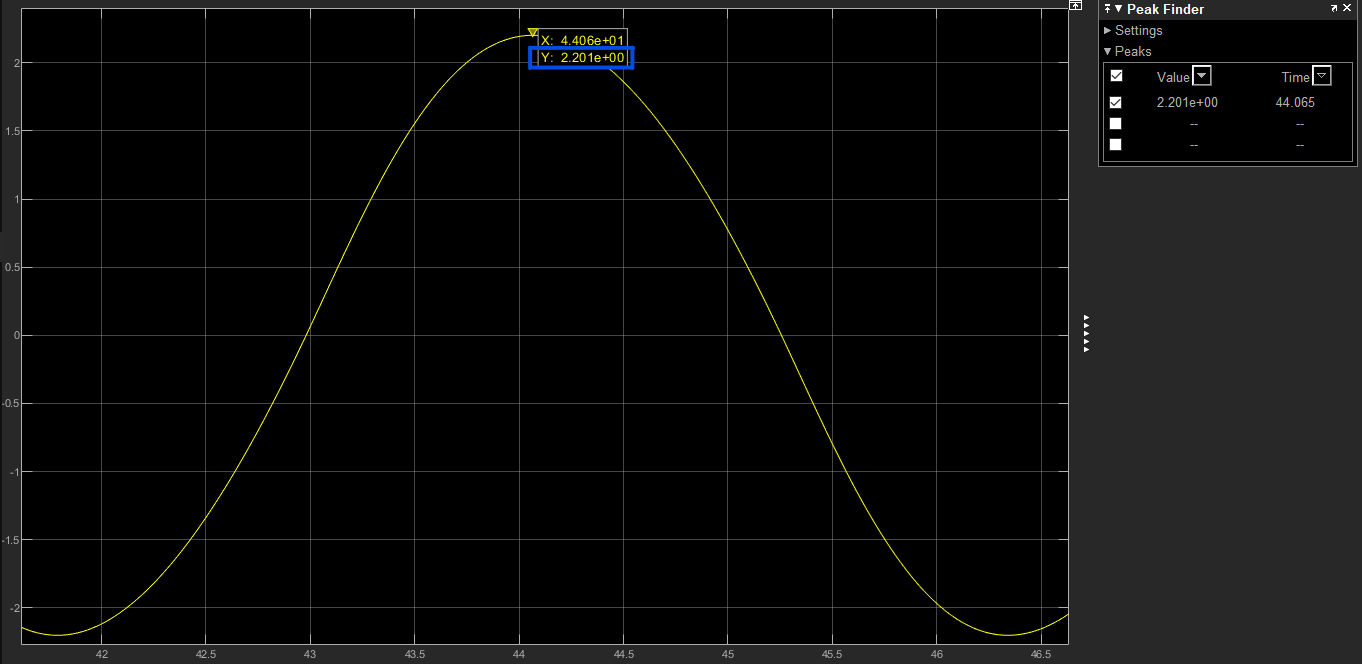 Peak Finder
Settings
Peaks
Value Time
2.201e+00 44.065
-- --
-- --
X: 4.406e+01
Y: 2.201e+00
2
1.5
1
0.5
0
-0.5
-1
-1.5
-2
42 42.5 43 43.5 44 44.5 45 45.5 46 46.5